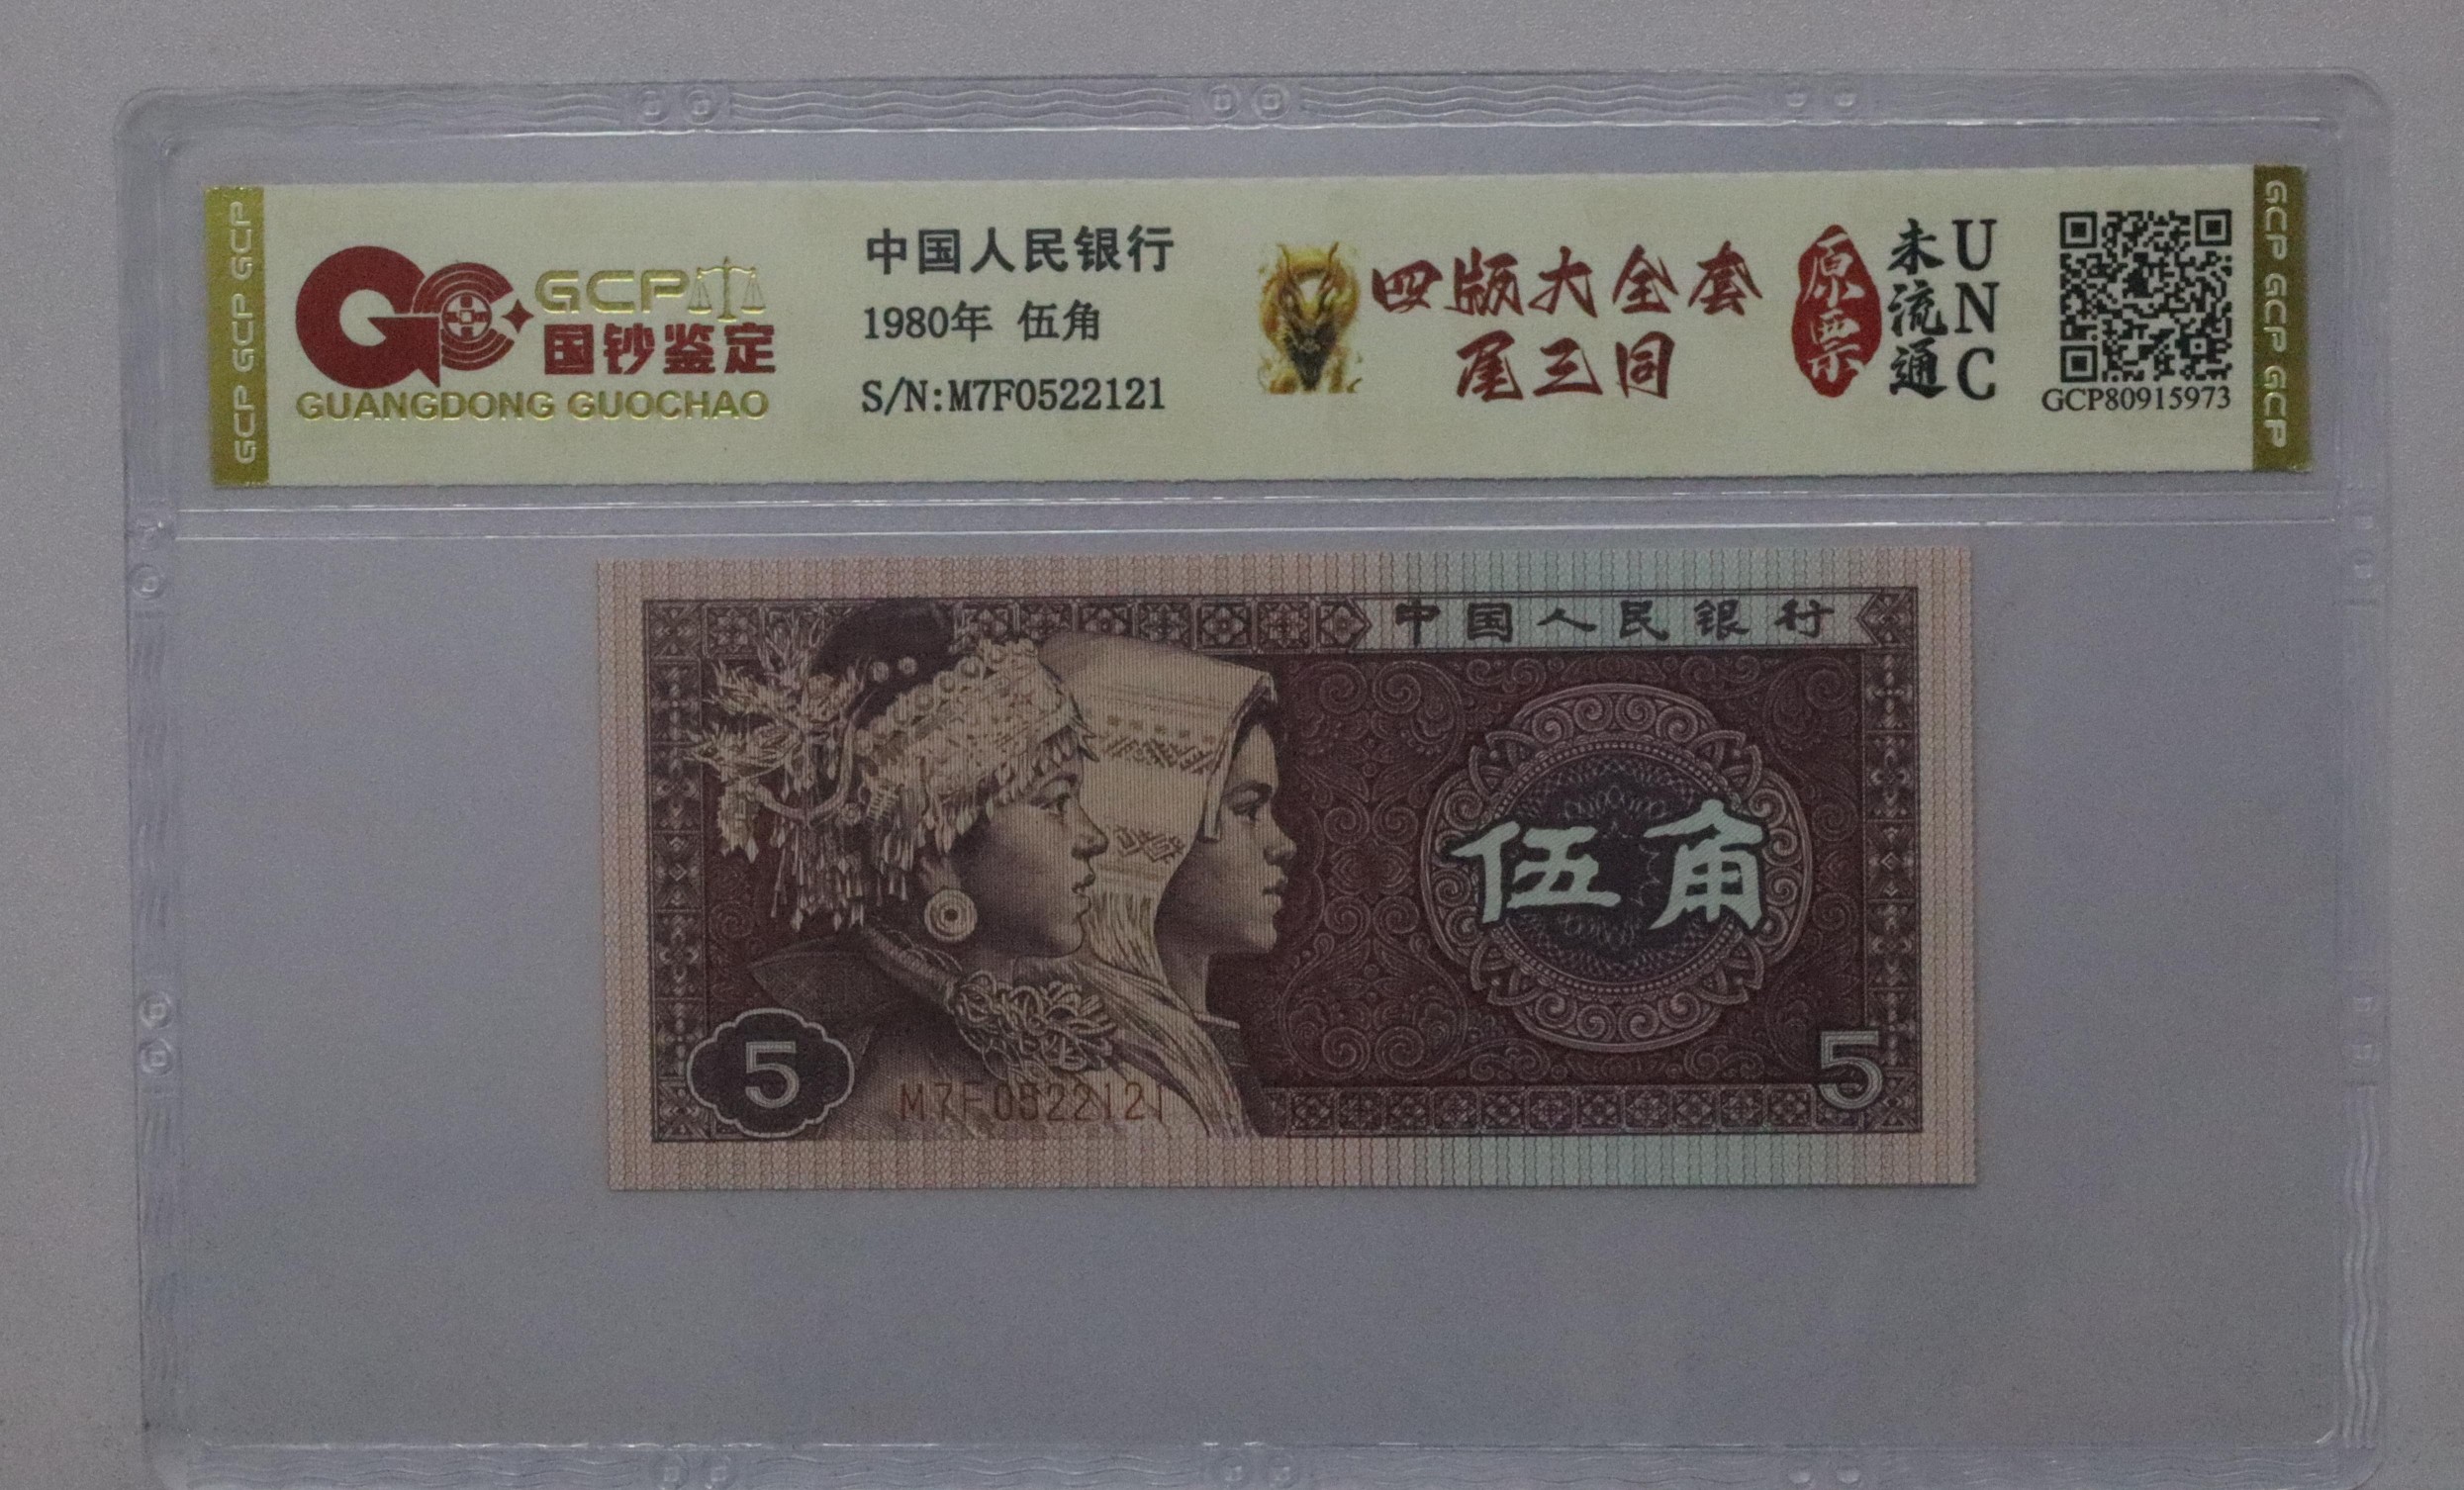 GCP GCP GCP
GCP
国钞鉴定
GUANGDONG GUOCHAO
中国人民银行
1980年 伍角
S/N:M7F0522121
四版大全套
尾三同
原票
未流通
UNC
GCP80915973
GCP GCP GCP
中国人民银行
伍角
5
M7F0522121
5